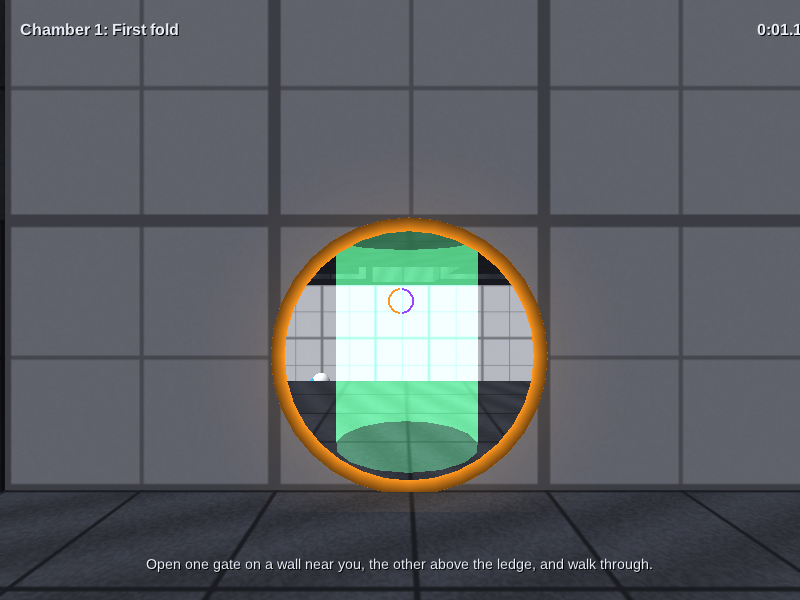 Chamber 1: First fold
0:01.1
Open one gate on a wall near you, the other above the ledge, and walk through.